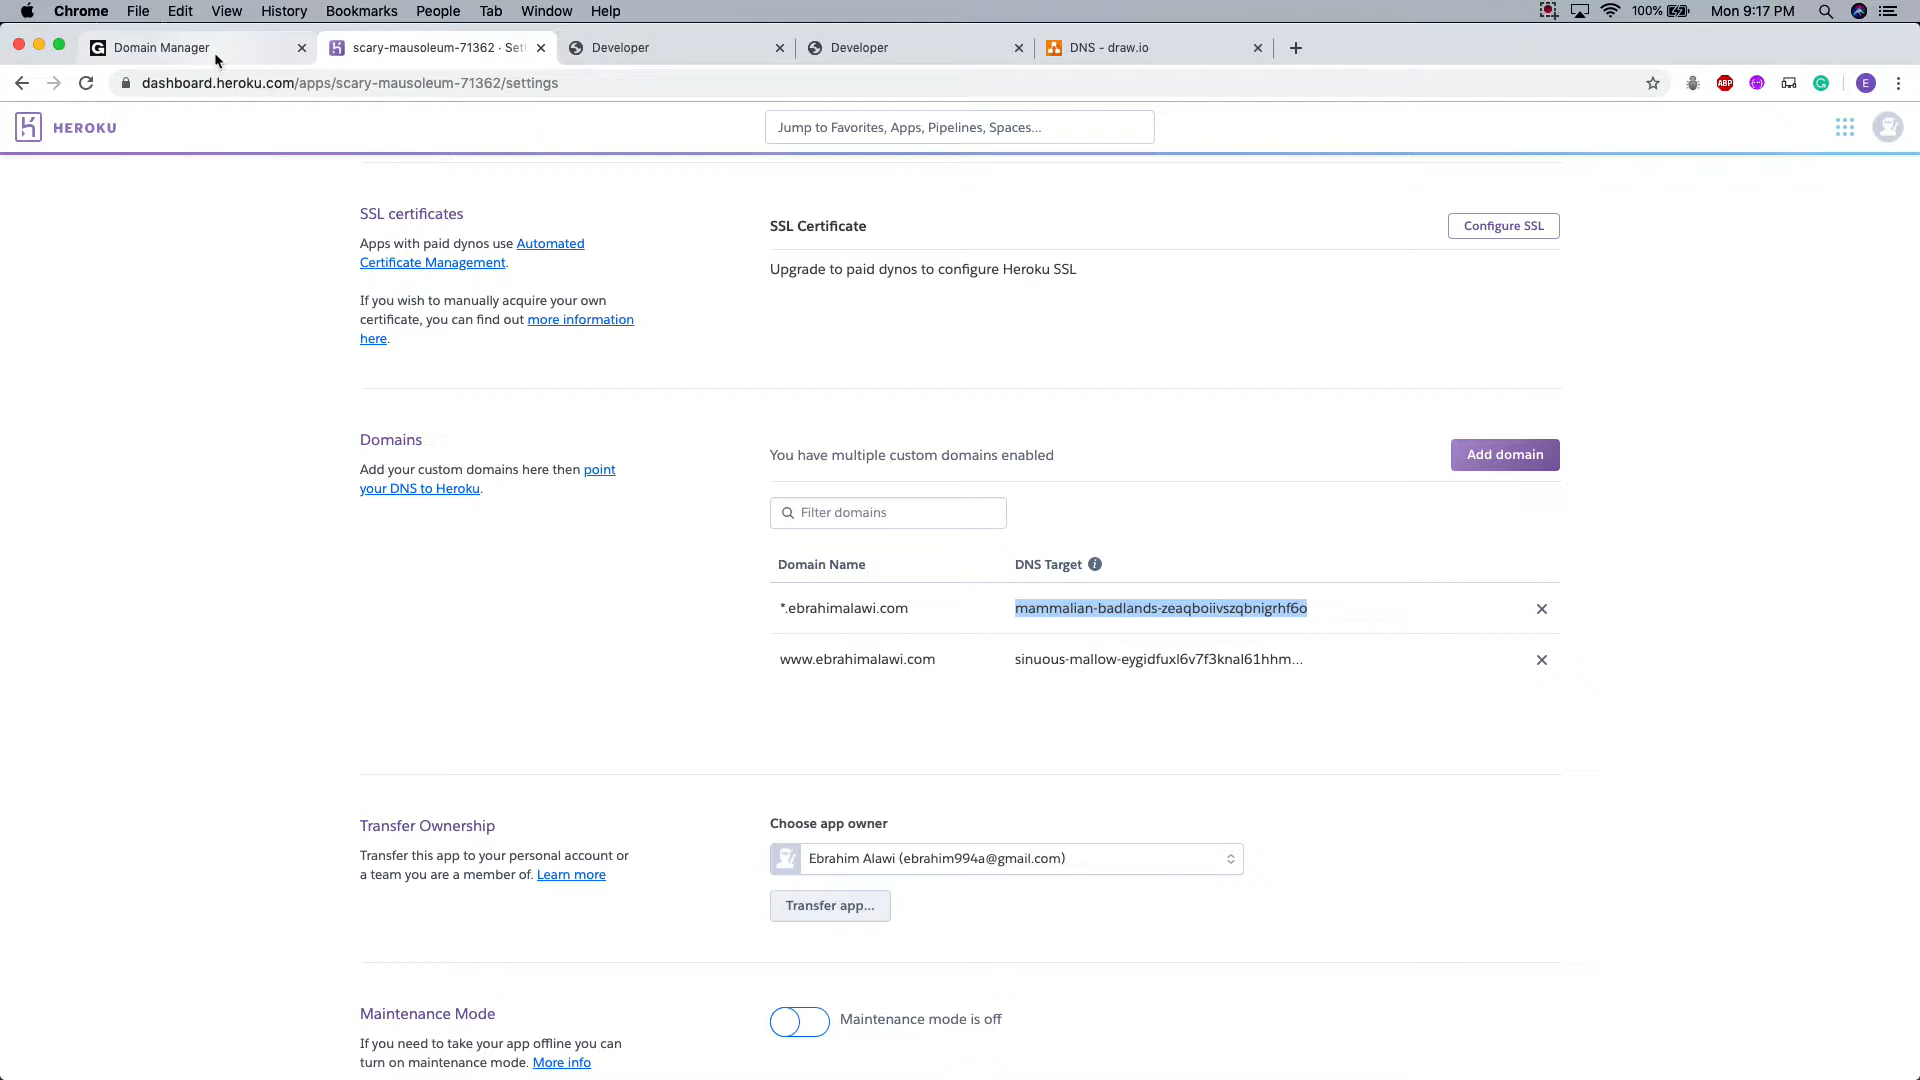 Chrome File Edit View History Bookmarks People Tab Window Help 100% Mon 9:17 PM
Domain Manager scary-mausoleum-71362 · Set Developer Developer DNS - draw.io
dashboard.heroku.com/apps/scary-mausoleum-71362/settings ABP E
HEROKU Jump to Favorites, Apps, Pipelines, Spaces...
SSL certificates
Apps with paid dynos use Automated
Certificate Management.
If you wish to manually acquire your own
certificate, you can find out more information
here.
SSL Certificate Configure SSL
Upgrade to paid dynos to configure Heroku SSL
Domains
Add your custom domains here then point
your DNS to Heroku.
You have multiple custom domains enabled Add domain
Filter domains
Domain Name DNS Target i
*.ebrahimalawi.com mammalian-badlands-zeaqboiivszqbnigrhf6o
www.ebrahimalawi.com sinuous-mallow-eygidfuxl6v7f3knal61hhm...
Transfer Ownership
Transfer this app to your personal account or
a team you are a member of. Learn more
Choose app owner
Ebrahim Alawi (ebrahim994a@gmail.com)
Transfer app...
Maintenance Mode
If you need to take your app offline you can
turn on maintenance mode. More info
Maintenance mode is off